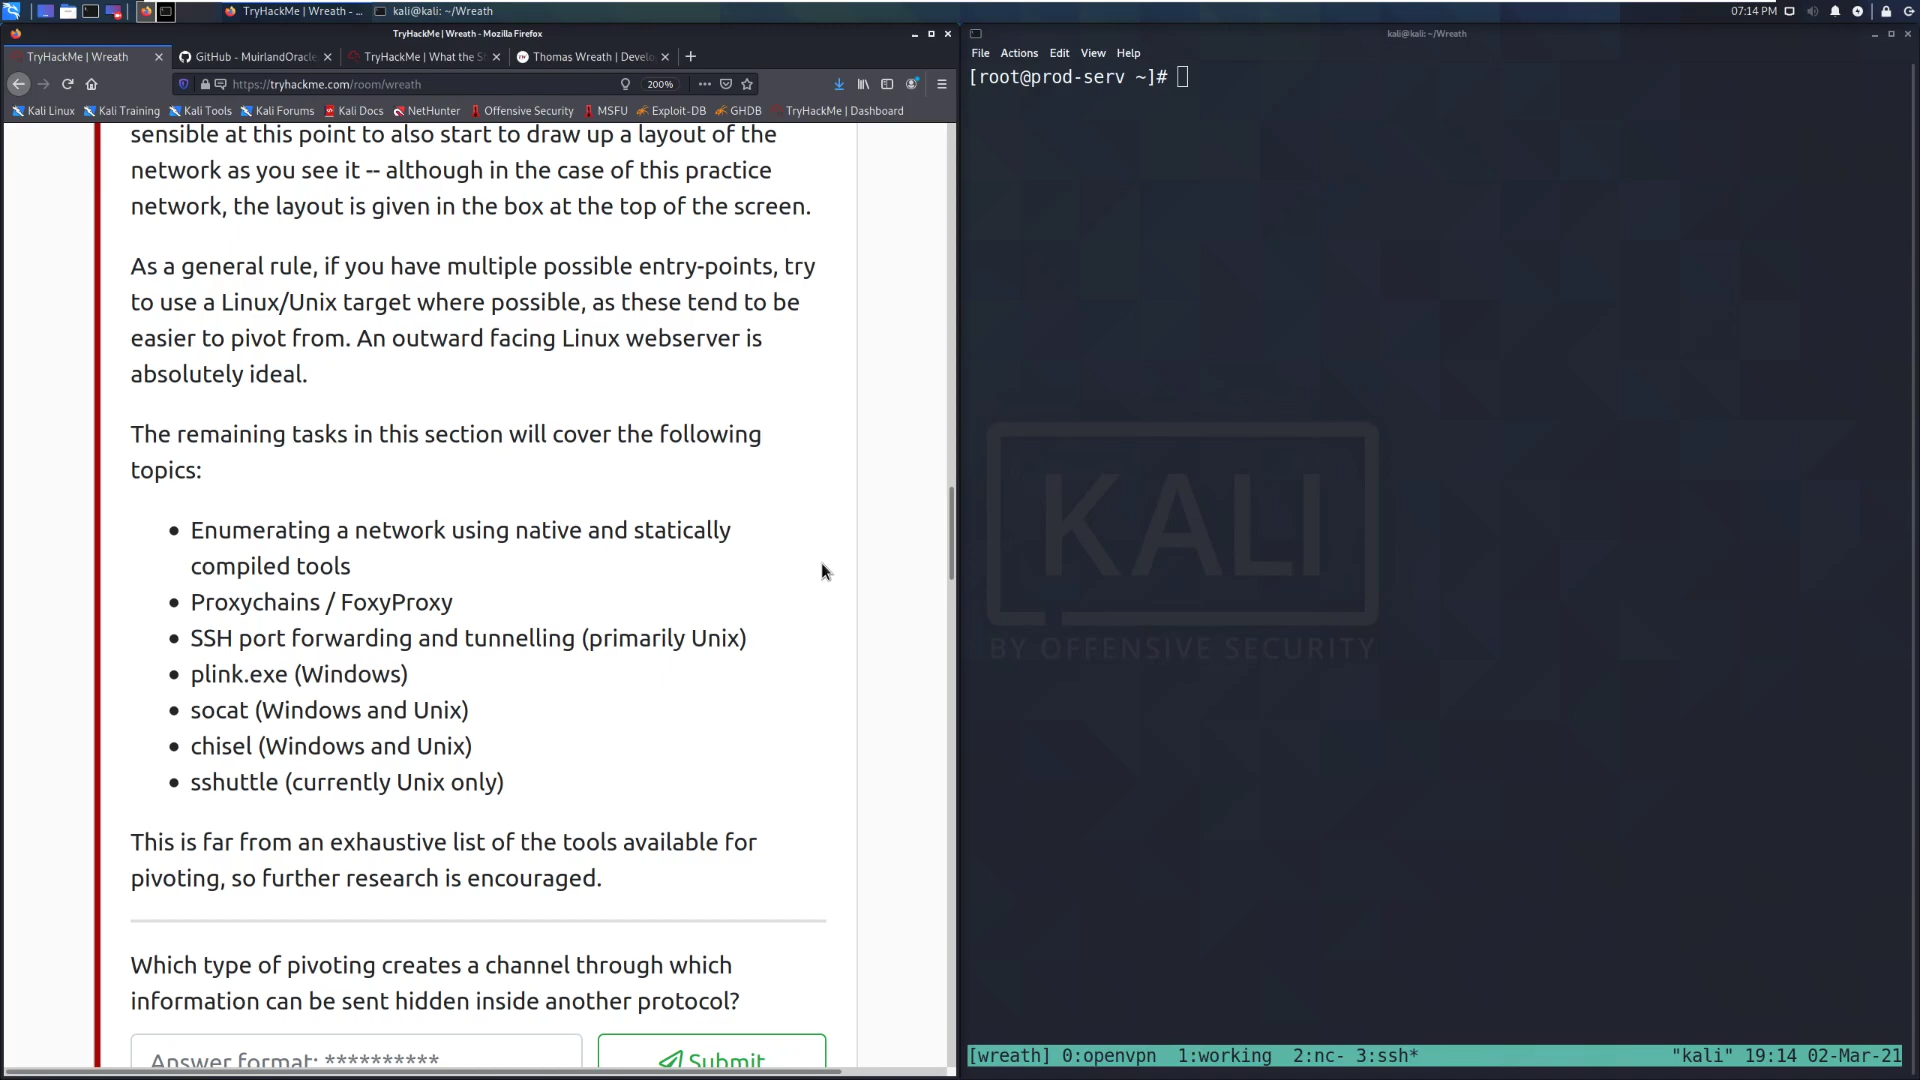 TryHackMe | Wreath - ...
kali@kali: ~/Wreath
07:14 PM
TryHackMe | Wreath - Mozilla Firefox
TryHackMe | Wreath
GitHub - MuirlandOracle
TryHackMe | What the S
Thomas Wreath | Develo
https://tryhackme.com/room/wreath
200%
Kali Linux
Kali Training
Kali Tools
Kali Forums
Kali Docs
NetHunter
Offensive Security
MSFU
Exploit-DB
GHDB
TryHackMe | Dashboard
sensible at this point to also start to draw up a layout of the
network as you see it -- although in the case of this practice
network, the layout is given in the box at the top of the screen.
As a general rule, if you have multiple possible entry-points, try
to use a Linux/Unix target where possible, as these tend to be
easier to pivot from. An outward facing Linux webserver is
absolutely ideal.
The remaining tasks in this section will cover the following
topics:
• Enumerating a network using native and statically
compiled tools
• Proxychains / FoxyProxy
• SSH port forwarding and tunnelling (primarily Unix)
• plink.exe (Windows)
• socat (Windows and Unix)
• chisel (Windows and Unix)
• sshuttle (currently Unix only)
This is far from an exhaustive list of the tools available for
pivoting, so further research is encouraged.
Which type of pivoting creates a channel through which
information can be sent hidden inside another protocol?
Answer format: **********
Submit
kali@kali: ~/Wreath
File Actions Edit View Help
[root@prod-serv ~]#
KALI
BY OFFENSIVE SECURITY
[wreath] 0:openvpn 1:working 2:nc- 3:ssh* "kali" 19:14 02-Mar-21